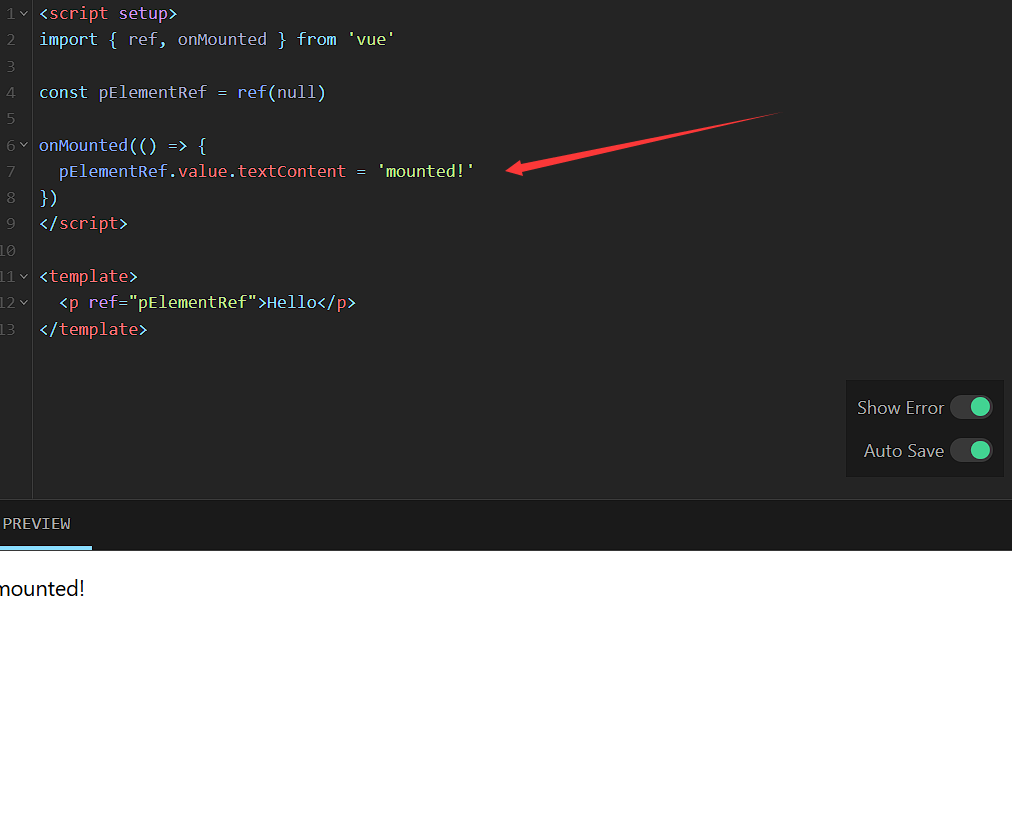 1 <script setup>
2 import { ref, onMounted } from 'vue'
3
4 const pElementRef = ref(null)
5
6 onMounted(() => {
7   pElementRef.value.textContent = 'mounted!'
8 })
9 </script>
10
11 <template>
12   <p ref="pElementRef">Hello</p>
13 </template>
Show Error
Auto Save
PREVIEW
mounted!